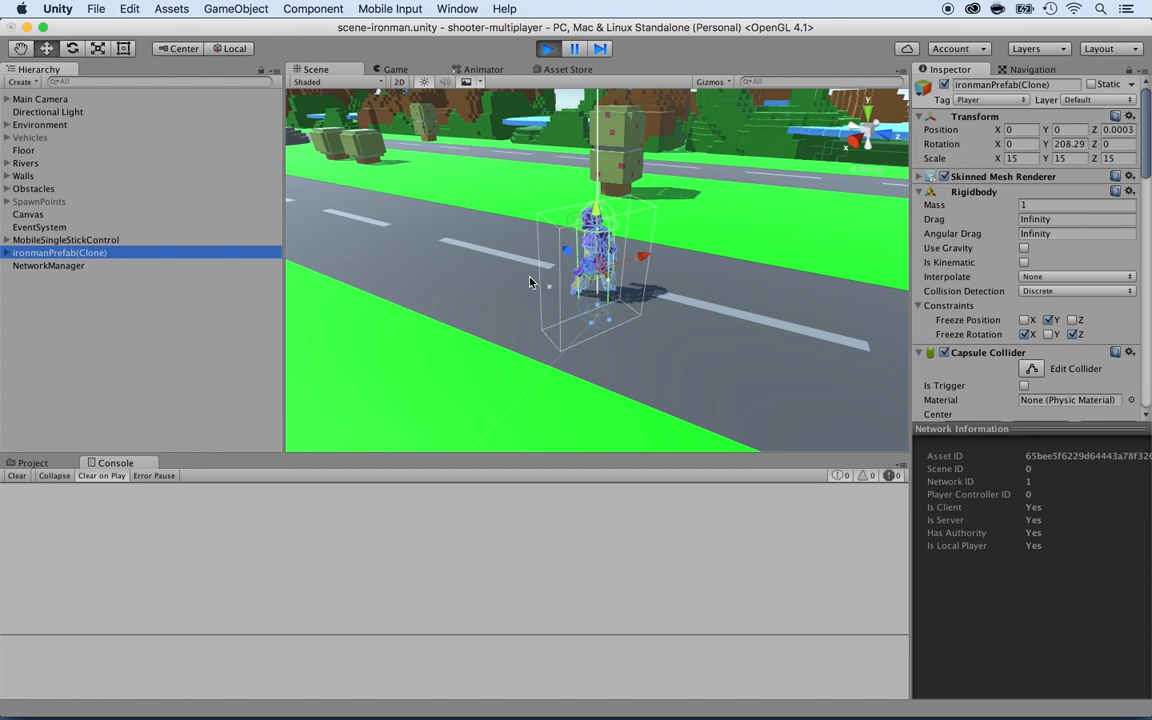 Unity File Edit Assets GameObject Component Mobile Input Window Help
scene-ironman.unity - shooter-multiplayer - PC, Mac & Linux Standalone (Personal) <OpenGL 4.1>
Center Local Account Layers Layout
Hierarchy
Create All
Main Camera
Directional Light
Environment
Vehicles
Floor
Rivers
Walls
Obstacles
SpawnPoints
Canvas
EventSystem
MobileSingleStickControl
ironmanPrefab(Clone)
NetworkManager
Scene Game Animator Asset Store
Shaded 2D Gizmos All
y
x
z
Inspector Navigation
ironmanPrefab(Clone) Static
Tag Player Layer Default
Transform
Position X 0 Y 0 Z 0.0003
Rotation X 0 Y 208.29 Z 0
Scale X 15 Y 15 Z 15
Skinned Mesh Renderer
Rigidbody
Mass 1
Drag Infinity
Angular Drag Infinity
Use Gravity
Is Kinematic
Interpolate None
Collision Detection Discrete
Constraints
Freeze Position X Y Z
Freeze Rotation X Y Z
Capsule Collider
Edit Collider
Is Trigger
Material None (Physic Material)
Center
Network Information
Asset ID 65bee5f6229d64443a78f326
Scene ID 0
Network ID 1
Player Controller ID 0
Is Client Yes
Is Server Yes
Has Authority Yes
Is Local Player Yes
Project Console
Clear Collapse Clear on Play Error Pause 0 0 0